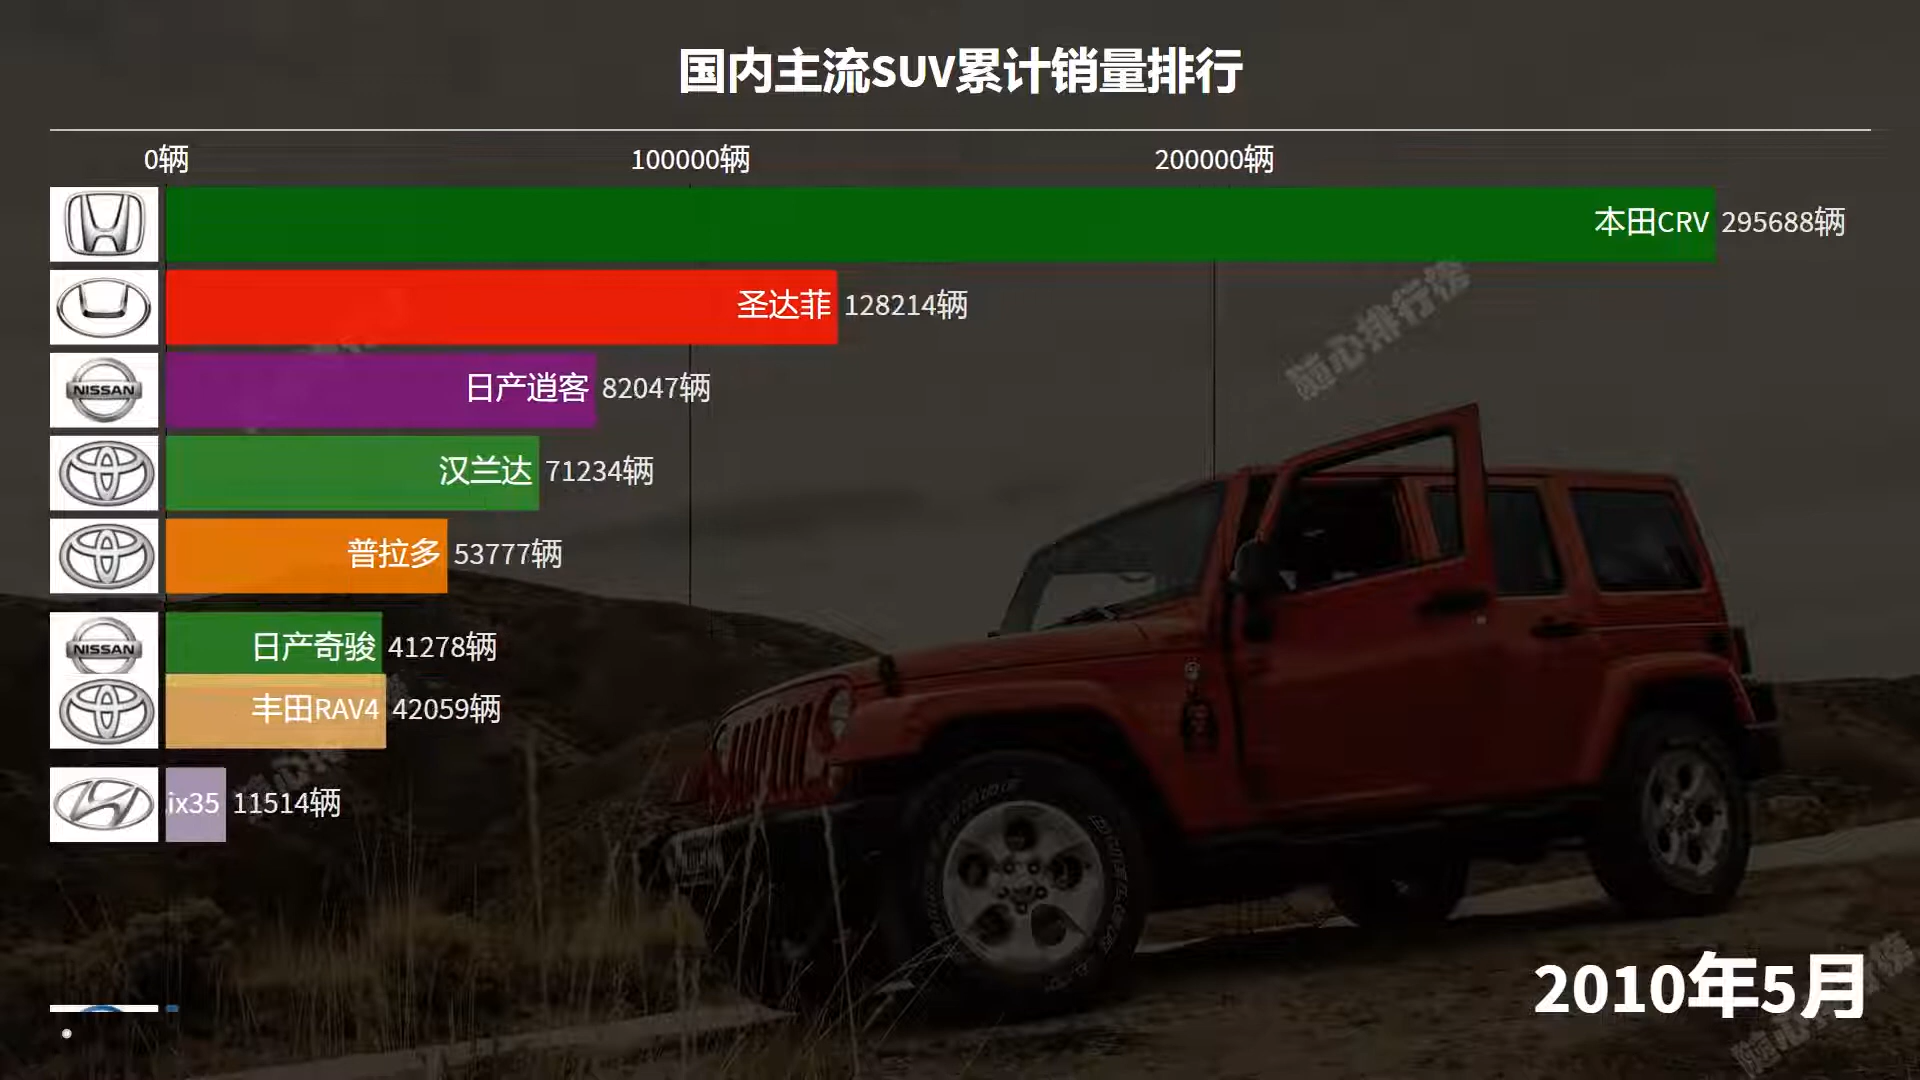 国内主流SUV累计销量排行
0辆 100000辆 200000辆
本田CRV 295688辆
圣达菲 128214辆
NISSAN 日产逍客 82047辆
汉兰达 71234辆
普拉多 53777辆
NISSAN 日产奇骏 41278辆
丰田RAV4 42059辆
ix35 11514辆
随心排行榜
2010年5月